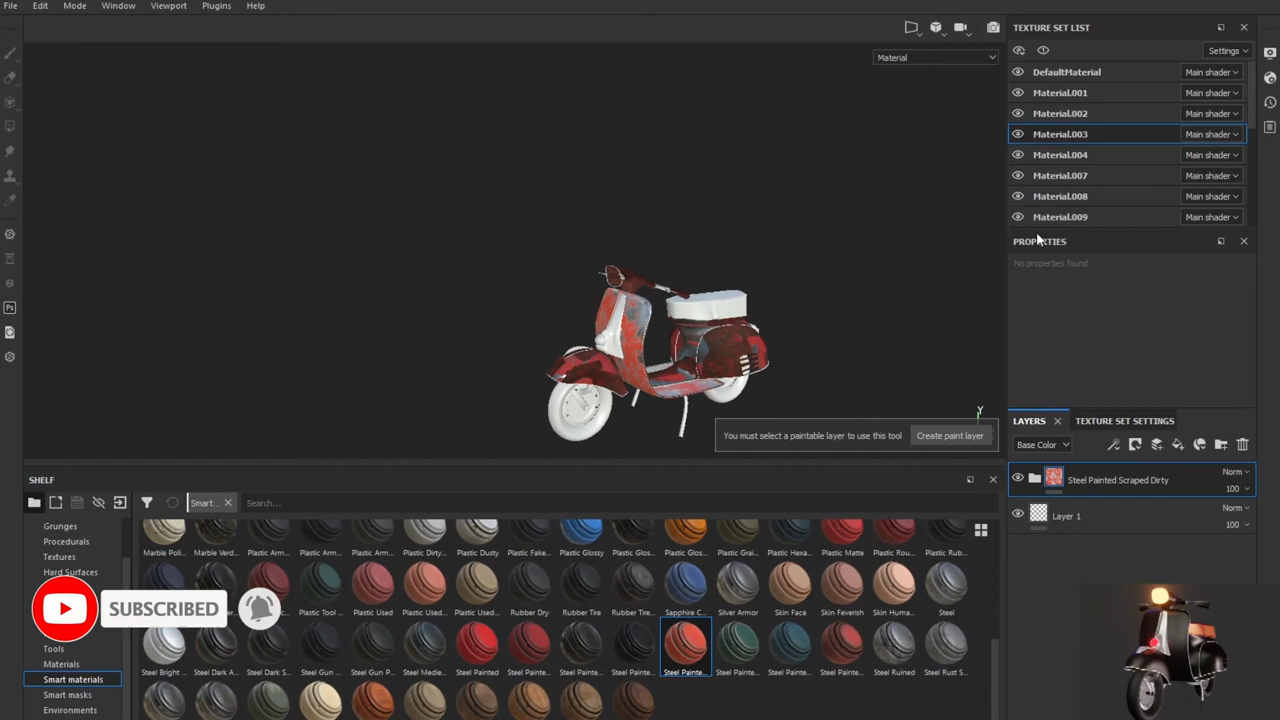 File Edit Mode Window Viewport Plugins Help
Material
TEXTURE SET LIST
Settings
DefaultMaterial Main shader
Material.001 Main shader
Material.002 Main shader
Material.003 Main shader
Material.004 Main shader
Material.007 Main shader
Material.008 Main shader
Material.009 Main shader
PROPERTIES
No properties found
Y
You must select a paintable layer to use this tool Create paint layer
LAYERS TEXTURE SET SETTINGS
Base Color
Steel Painted Scraped Dirty Norm
100
Layer 1 Norm
100
SHELF
Smart... Search...
Grunges
Procedurals
Textures
Hard Surfaces
Tools
Materials
Smart materials
Smart masks
Environments
Ps
SUBSCRIBED
Marble Poli... Marble Verd... Plastic Arm... Plastic Arm... Plastic Arm... Plastic Dirty... Plastic Dusty Plastic Fake... Plastic Glossy Plastic Glos... Plastic Glos... Plastic Grai... Plastic Hexa... Plastic Matte Plastic Rou... Plastic Rub...
Plastic Tool ... Plastic Used Plastic Used... Plastic Used... Rubber Dry Rubber Tire Rubber Tire... Sapphire C... Silver Armor Skin Face Skin Feverish Skin Huma... Steel
Steel Bright ... Steel Dark A... Steel Dark S... Steel Gun ... Steel Gun P... Steel Medie... Steel Painted Steel Painte... Steel Painte... Steel Painte... Steel Painte... Steel Painte... Steel Painte... Steel Painte... Steel Ruined Steel Rust S...